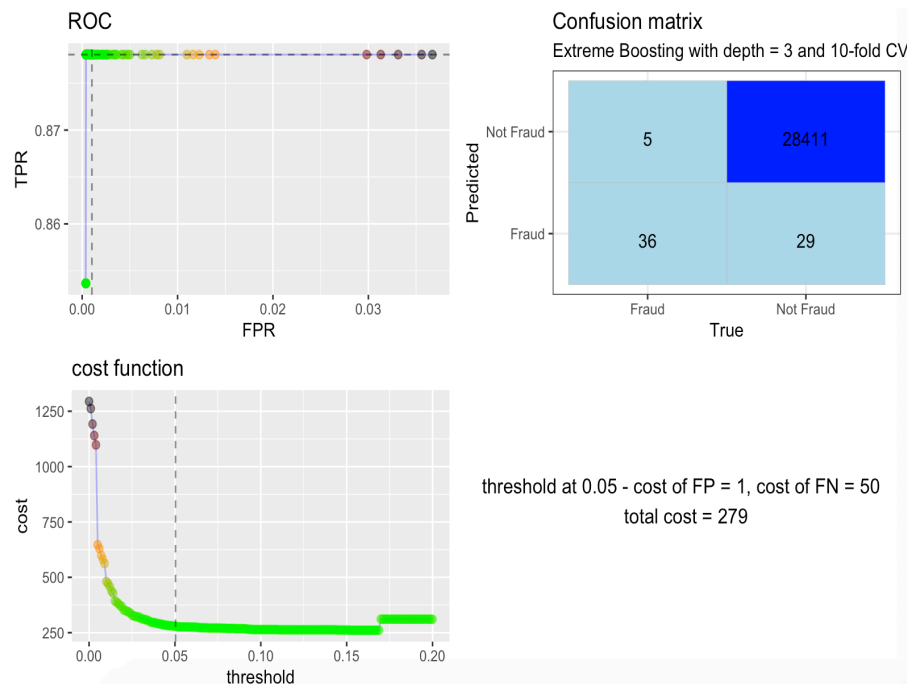 ROC
0.87
0.86
TPR
0.00
0.01
0.02
0.03
FPR
Confusion matrix
Extreme Boosting with depth = 3 and 10-fold CV
Predicted
Not Fraud
5
28411
Fraud
36
29
Fraud
Not Fraud
True
cost function
1250
1000
750
500
250
cost
0.00
0.05
0.10
0.15
0.20
threshold
threshold at 0.05 - cost of FP = 1, cost of FN = 50
total cost = 279